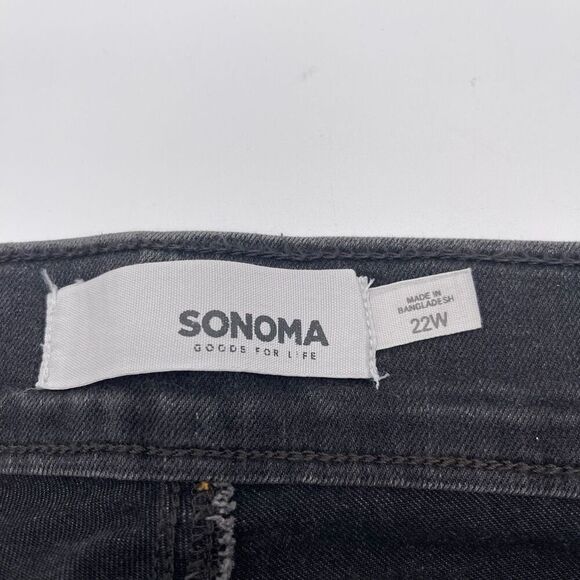 SONOMA
GOODS FOR LIFE
MADE IN
BANGLADESH
22W